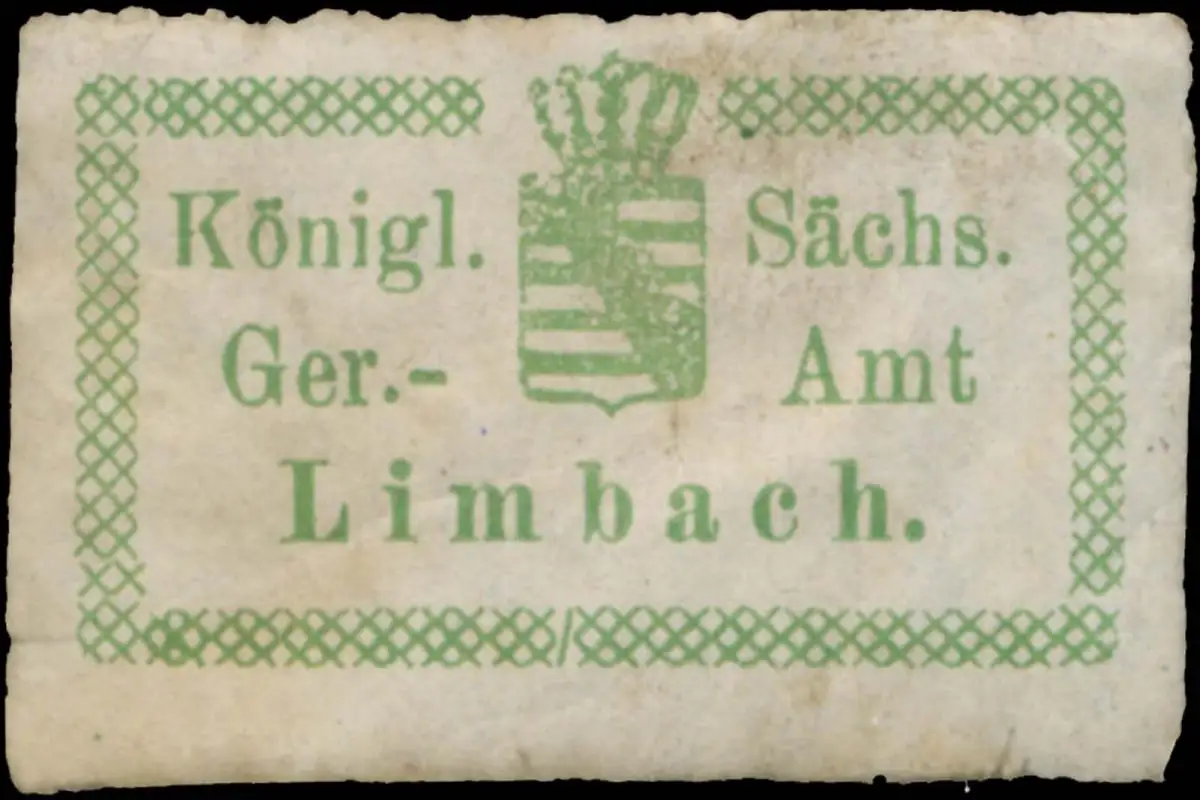 Königl. Sächs.
Ger.- Amt
Limbach.